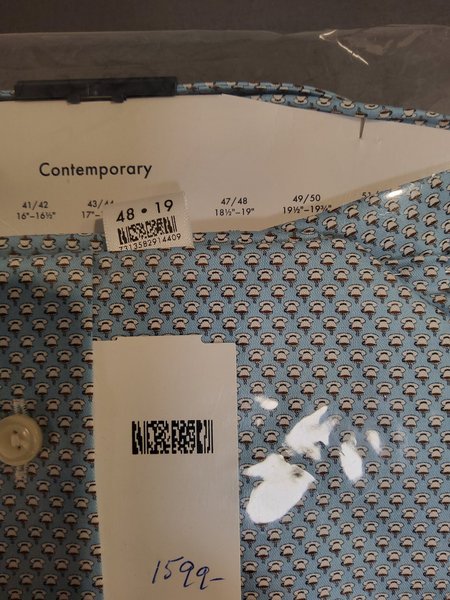 Contemporary
41/42 43/44 47/48 49/50
16"–16½" 17"– 18½"–19" 19½"–19¾"
48 • 19
7313582914409
1599-